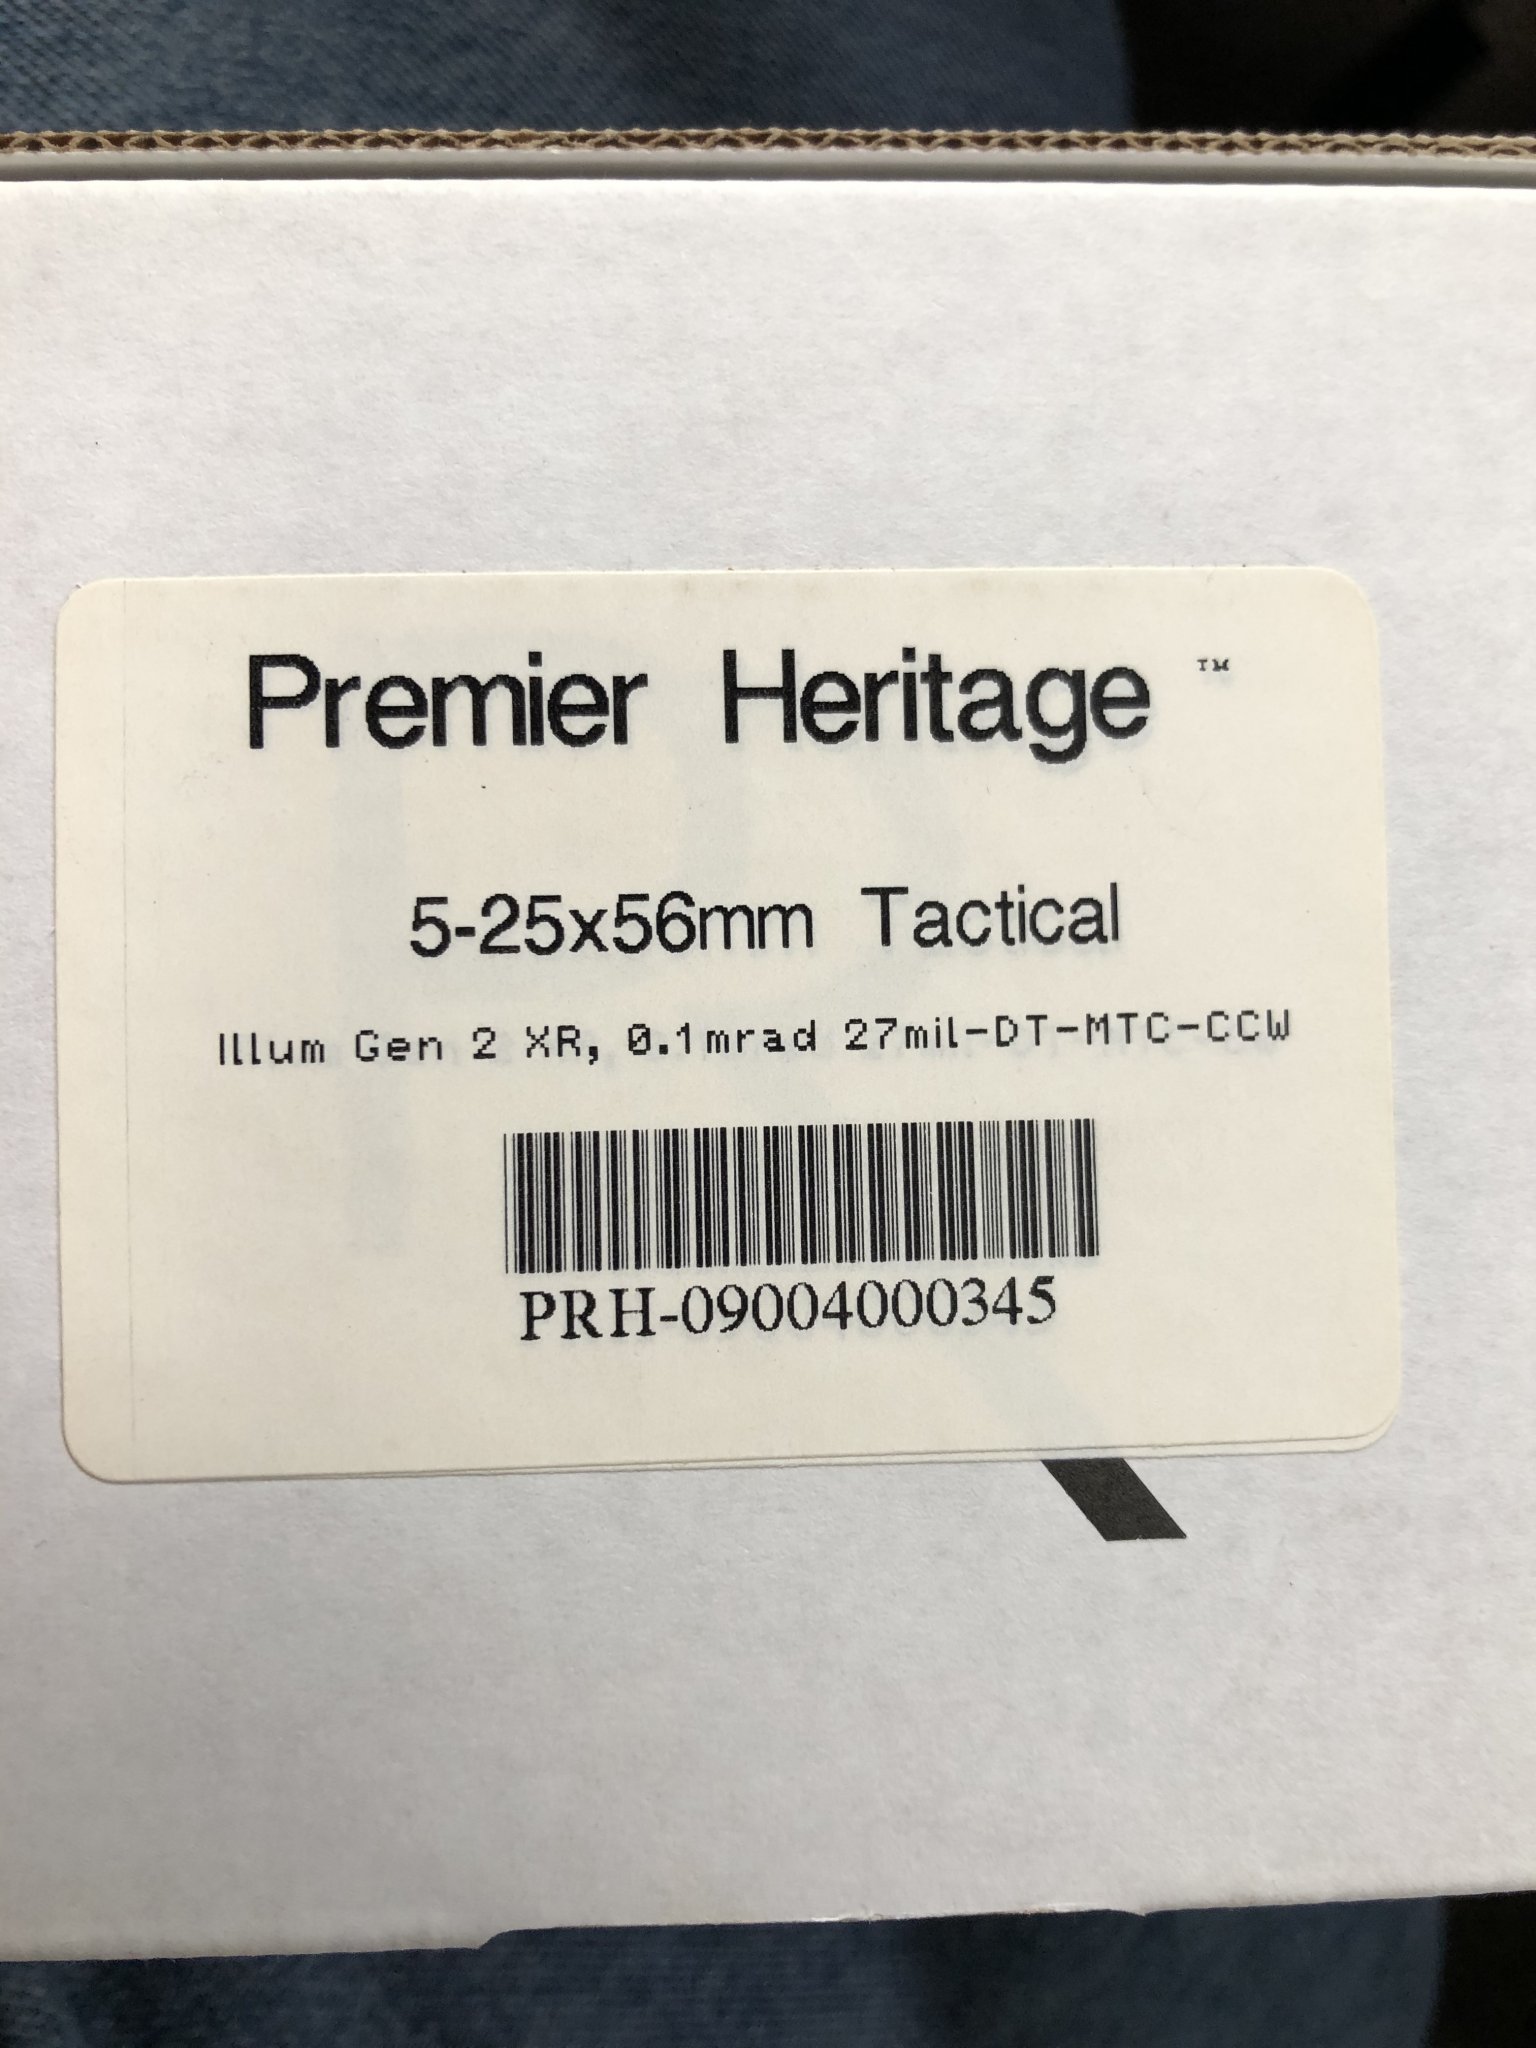 Premier Heritage ™
5-25x56mm Tactical
Illum Gen 2 XR, 0.1mrad 27mil-DT-MTC-CCW
PRH-09004000345